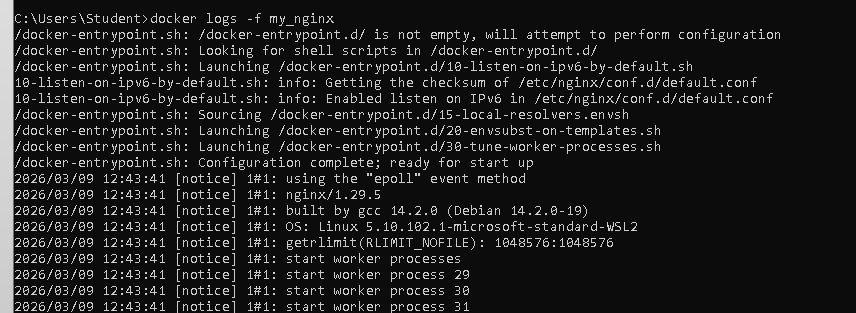 C:\Users\Student>docker logs -f my_nginx
/docker-entrypoint.sh: /docker-entrypoint.d/ is not empty, will attempt to perform configuration
/docker-entrypoint.sh: Looking for shell scripts in /docker-entrypoint.d/
/docker-entrypoint.sh: Launching /docker-entrypoint.d/10-listen-on-ipv6-by-default.sh
10-listen-on-ipv6-by-default.sh: info: Getting the checksum of /etc/nginx/conf.d/default.conf
10-listen-on-ipv6-by-default.sh: info: Enabled listen on IPv6 in /etc/nginx/conf.d/default.conf
/docker-entrypoint.sh: Sourcing /docker-entrypoint.d/15-local-resolvers.envsh
/docker-entrypoint.sh: Launching /docker-entrypoint.d/20-envsubst-on-templates.sh
/docker-entrypoint.sh: Launching /docker-entrypoint.d/30-tune-worker-processes.sh
/docker-entrypoint.sh: Configuration complete; ready for start up
2026/03/09 12:43:41 [notice] 1#1: using the "epoll" event method
2026/03/09 12:43:41 [notice] 1#1: nginx/1.29.5
2026/03/09 12:43:41 [notice] 1#1: built by gcc 14.2.0 (Debian 14.2.0-19)
2026/03/09 12:43:41 [notice] 1#1: OS: Linux 5.10.102.1-microsoft-standard-WSL2
2026/03/09 12:43:41 [notice] 1#1: getrlimit(RLIMIT_NOFILE): 1048576:1048576
2026/03/09 12:43:41 [notice] 1#1: start worker processes
2026/03/09 12:43:41 [notice] 1#1: start worker process 29
2026/03/09 12:43:41 [notice] 1#1: start worker process 30
2026/03/09 12:43:41 [notice] 1#1: start worker process 31